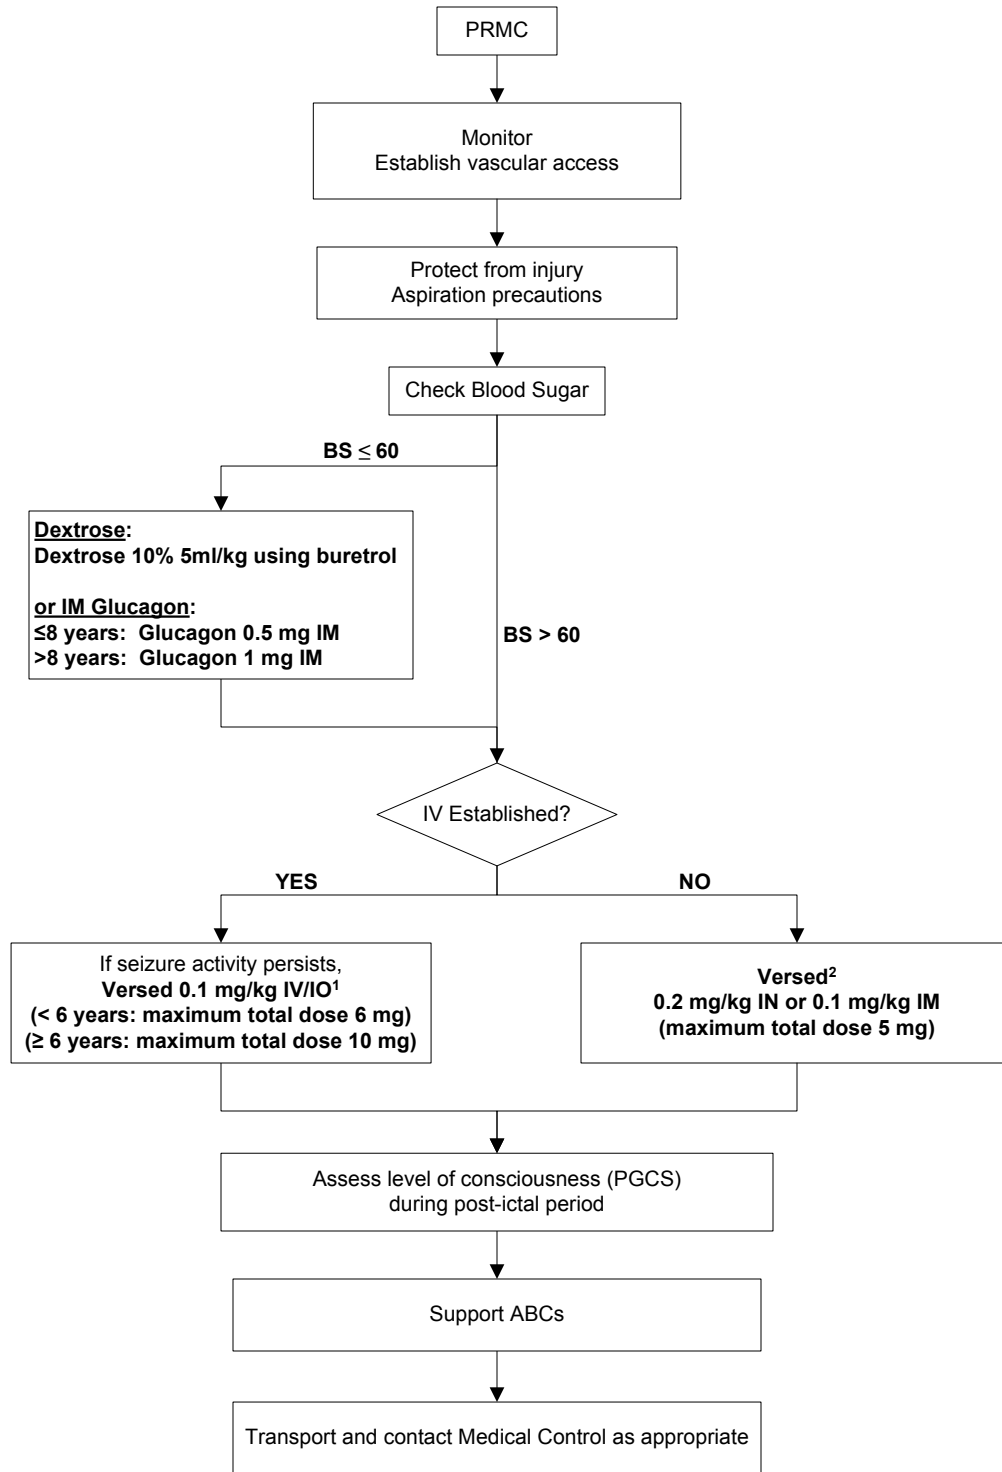 PRMC
Monitor
Establish vascular access
Protect from injury
Aspiration precautions
Check Blood Sugar
BS ≤ 60
Dextrose:
Dextrose 10% 5ml/kg using buretrol
or IM Glucagon:
≤8 years:  Glucagon 0.5 mg IM
>8 years:  Glucagon 1 mg IM
BS > 60
IV Established?
YES
NO
If seizure activity persists,
Versed 0.1 mg/kg IV/IO¹
(< 6 years: maximum total dose 6 mg)
(≥ 6 years: maximum total dose 10 mg)
Versed²
0.2 mg/kg IN or 0.1 mg/kg IM
(maximum total dose 5 mg)
Assess level of consciousness (PGCS)
during post-ictal period
Support ABCs
Transport and contact Medical Control as appropriate